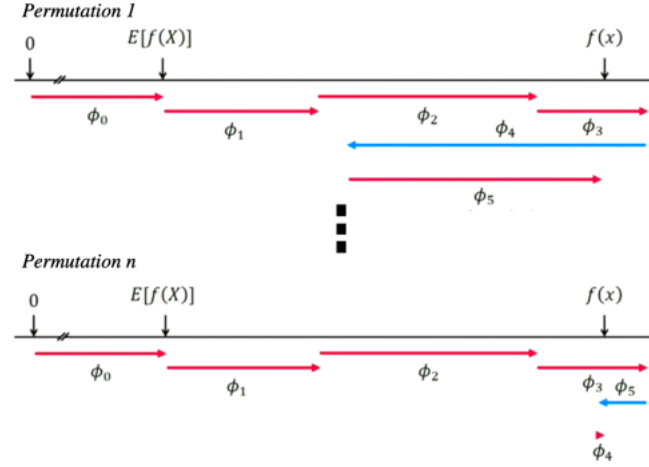 Permutation 1
0 E[f(X)] f(x)
ϕ₀ ϕ₁ ϕ₂ ϕ₃
ϕ₄
ϕ₅
Permutation n
0 E[f(X)] f(x)
ϕ₀ ϕ₁ ϕ₂ ϕ₃ ϕ₅
ϕ₄